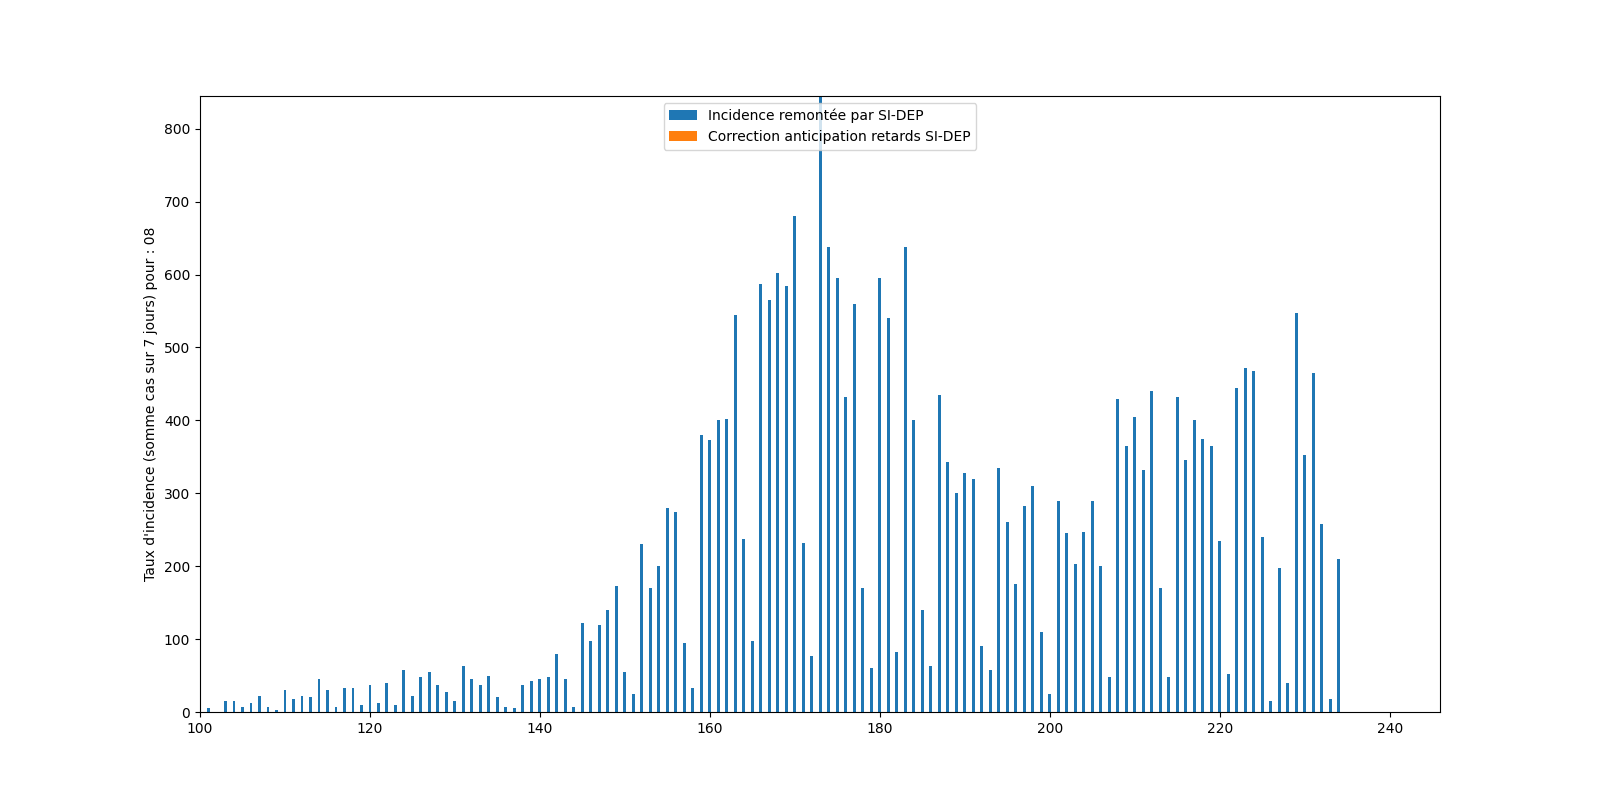 Incidence remontée par SI-DEP
Correction anticipation retards SI-DEP
Taux d'incidence (somme cas sur 7 jours) pour : 08
800
700
600
500
400
300
200
100
0
100 120 140 160 180 200 220 240